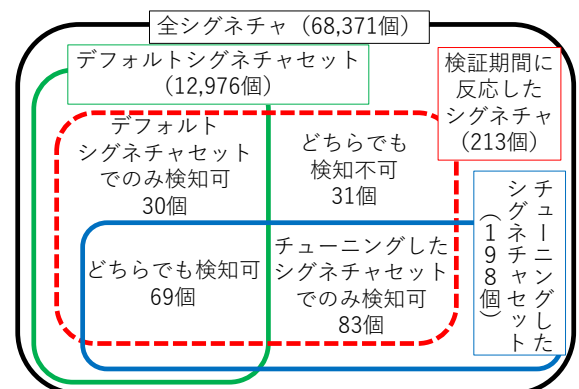 全シグネチャ（68,371個）
デフォルトシグネチャセット
（12,976個）
検証期間に
反応した
シグネチャ
（213個）
デフォルト
シグネチャセット
でのみ検知可
30個
どちらでも
検知不可
31個
チューニングした
シグネチャセット
（198個）
どちらでも検知可
69個
チューニングした
シグネチャセット
でのみ検知可
83個